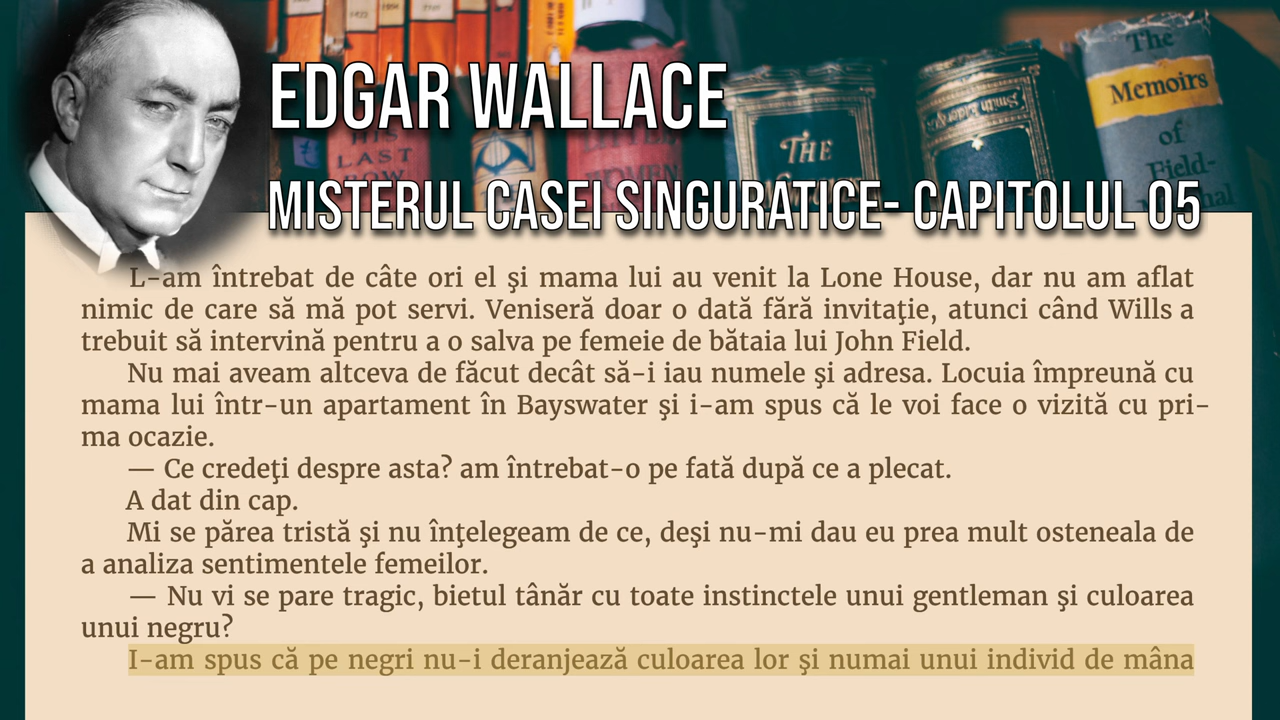 EDGAR WALLACE
MISTERUL CASEI SINGURATICE- CAPITOLUL 05
L-am întrebat de câte ori el şi mama lui au venit la Lone House, dar nu am aflat
nimic de care să mă pot servi. Veniseră doar o dată fără invitaţie, atunci când Wills a
trebuit să intervină pentru a o salva pe femeie de bătaia lui John Field.
Nu mai aveam altceva de făcut decât să-i iau numele şi adresa. Locuia împreună cu
mama lui într-un apartament în Bayswater şi i-am spus că le voi face o vizită cu pri-
ma ocazie.
— Ce credeţi despre asta? am întrebat-o pe fată după ce a plecat.
A dat din cap.
Mi se părea tristă şi nu înţelegeam de ce, deşi nu-mi dau eu prea mult osteneala de
a analiza sentimentele femeilor.
— Nu vi se pare tragic, bietul tânăr cu toate instinctele unui gentleman şi culoarea
unui negru?
I-am spus că pe negri nu-i deranjează culoarea lor şi numai unui individ de mâna
HIS
LAST
BOW
WOMEN
THE
The
Memoirs
of
Field-